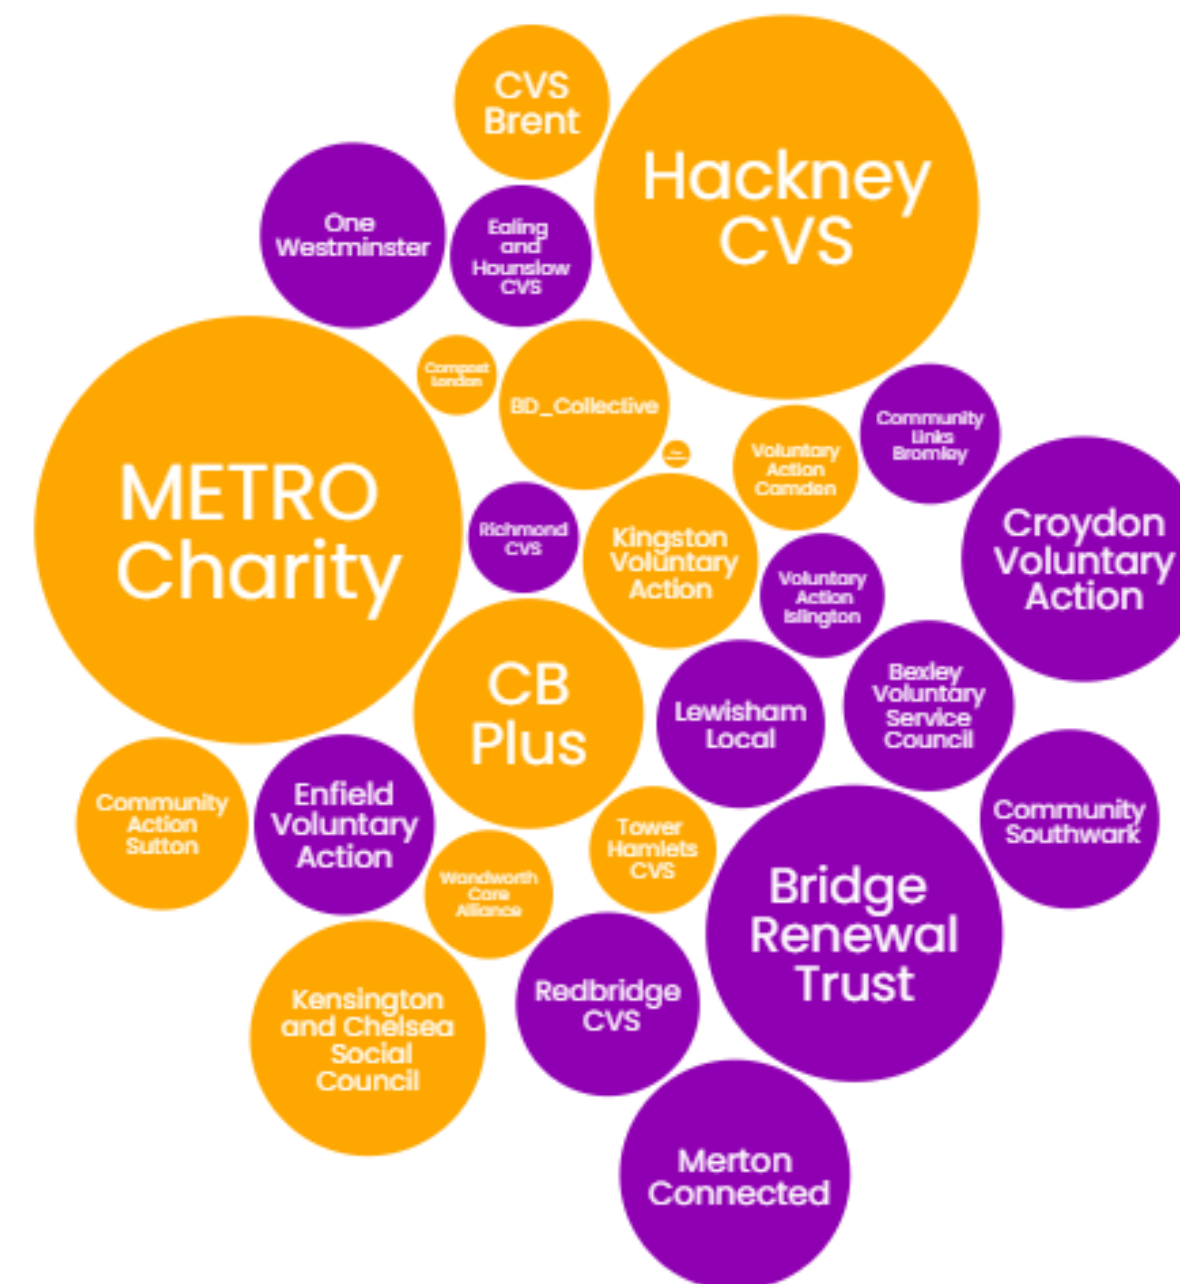 CVS
Brent
Hackney
CVS
One
Westminster
Ealing
and
Hounslow
CVS
Compost
London
BD_Collective
Community
Links
Bromley
Voluntary
Action
Camden
METRO
Charity
Richmond
CVS
Kingston
Voluntary
Action
Croydon
Voluntary
Action
Voluntary
Action
Islington
CB
Plus
Lewisham
Local
Bexley
Voluntary
Service
Council
Community
Action
Sutton
Enfield
Voluntary
Action
Tower
Hamlets
CVS
Community
Southwark
Wandworth
Care
Alliance
Bridge
Renewal
Trust
Kensington
and Chelsea
Social
Council
Redbridge
CVS
Merton
Connected